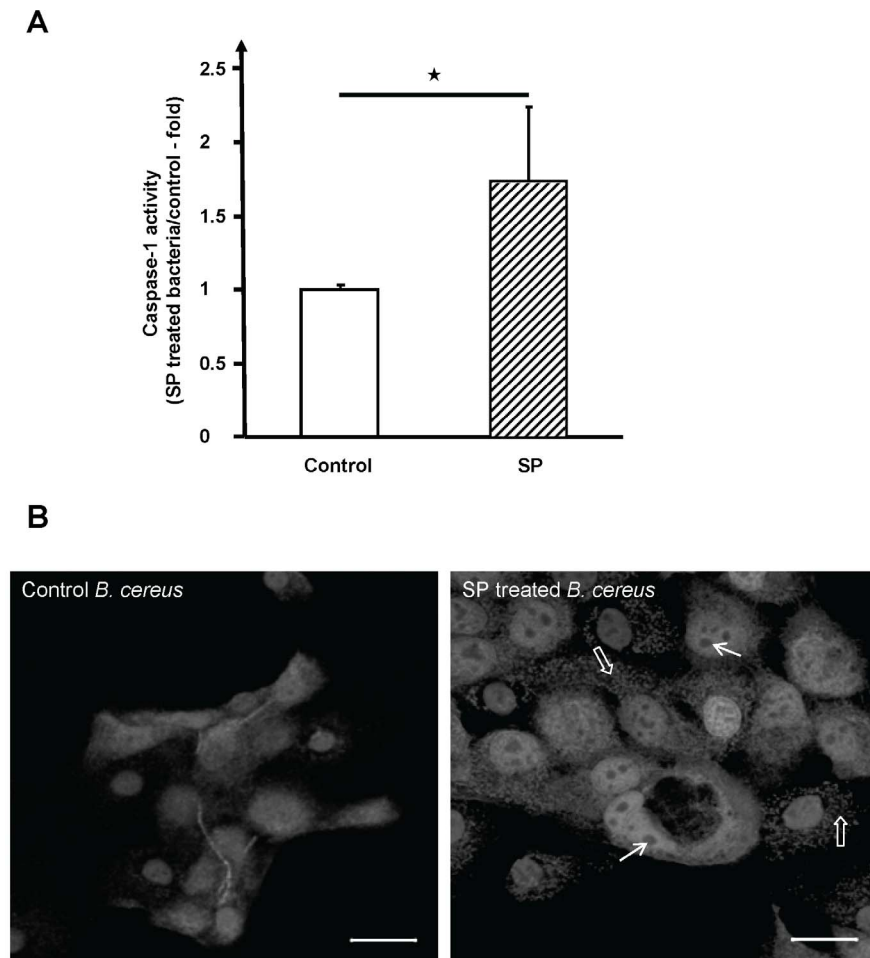 A
Caspase-1 activity
(SP treated bacteria/control - fold)
2.5
2
1.5
1
0.5
0
★
Control
SP
B
Control B. cereus
SP treated B. cereus